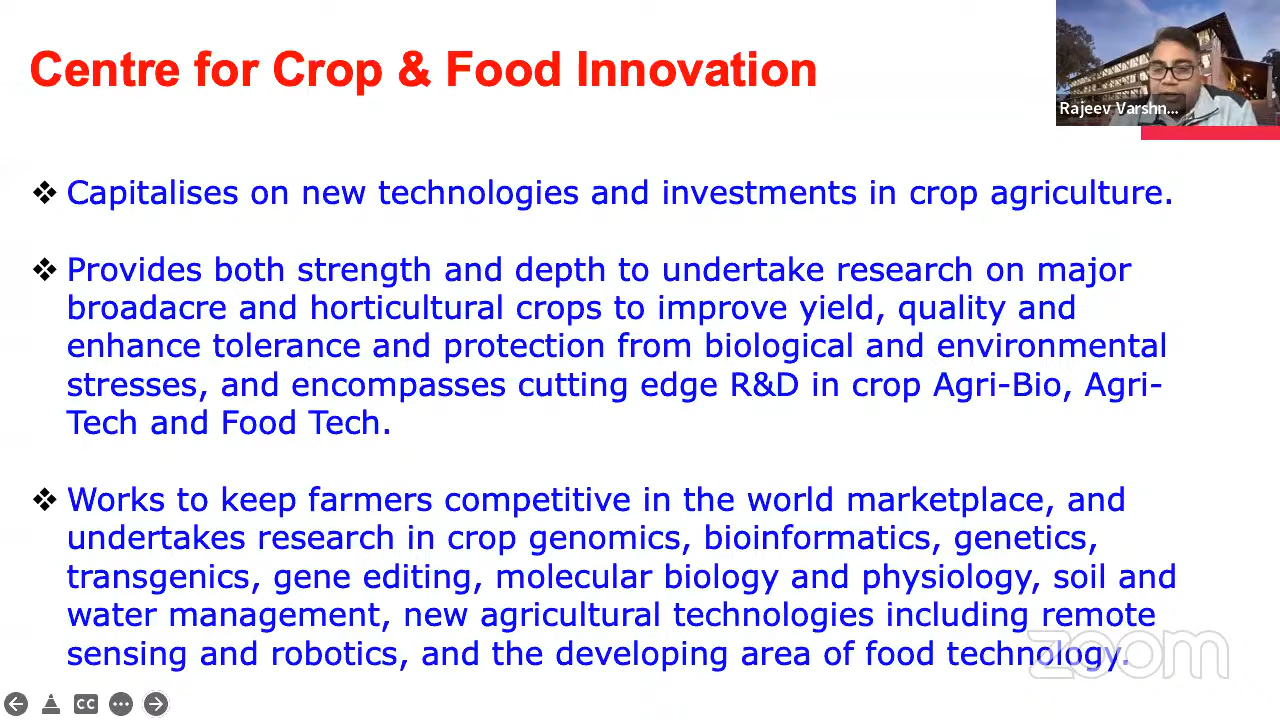 Centre for Crop & Food Innovation
Rajeev Varshn...
❖ Capitalises on new technologies and investments in crop agriculture.
❖ Provides both strength and depth to undertake research on major
broadacre and horticultural crops to improve yield, quality and
enhance tolerance and protection from biological and environmental
stresses, and encompasses cutting edge R&D in crop Agri-Bio, Agri-
Tech and Food Tech.
❖ Works to keep farmers competitive in the world marketplace, and
undertakes research in crop genomics, bioinformatics, genetics,
transgenics, gene editing, molecular biology and physiology, soil and
water management, new agricultural technologies including remote
sensing and robotics, and the developing area of food technology.
zoom
CC